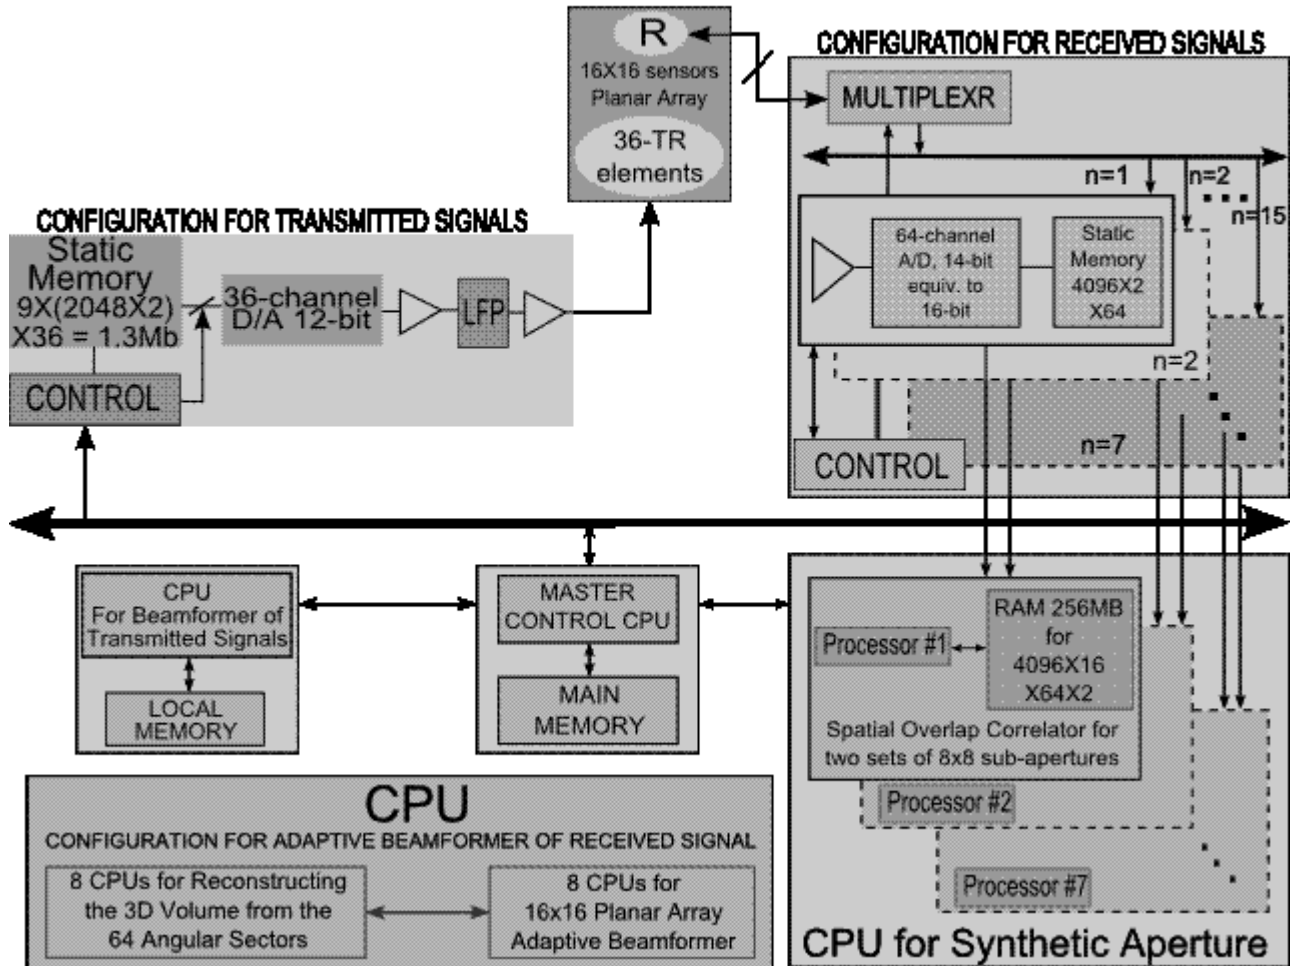 R
16X16 sensors
Planar Array
36-TR
elements
CONFIGURATION FOR RECEIVED SIGNALS
MULTIPLEXR
n=1
n=2
n=15
64-channel
A/D, 14-bit
equiv. to
16-bit
Static
Memory
4096X2
X64
n=2
n=7
CONTROL
CONFIGURATION FOR TRANSMITTED SIGNALS
Static
Memory
9X(2048X2)
X36 = 1.3Mb
36-channel
D/A 12-bit
LFP
CONTROL
CPU
For Beamformer of
Transmitted Signals
LOCAL
MEMORY
MASTER
CONTROL CPU
MAIN
MEMORY
RAM 256MB
for
4096X16
X64X2
Processor #1
Spatial Overlap Correlator for
two sets of 8x8 sub-apertures
Processor #2
Processor #7
CPU for Synthetic Aperture
CPU
CONFIGURATION FOR ADAPTIVE BEAMFORMER OF RECEIVED SIGNAL
8 CPUs for Reconstructing
the 3D Volume from the
64 Angular Sectors
8 CPUs for
16x16 Planar Array
Adaptive Beamformer